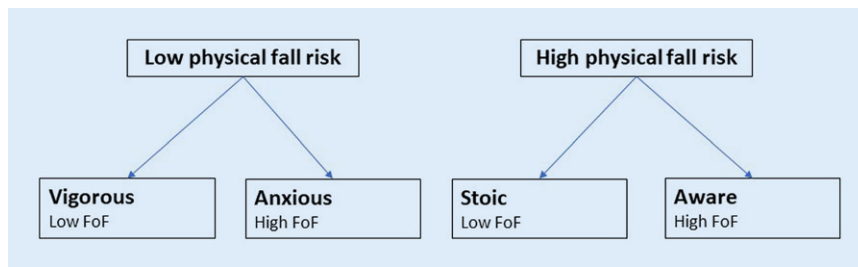 Low physical fall risk
High physical fall risk
Vigorous
Low FoF
Anxious
High FoF
Stoic
Low FoF
Aware
High FoF